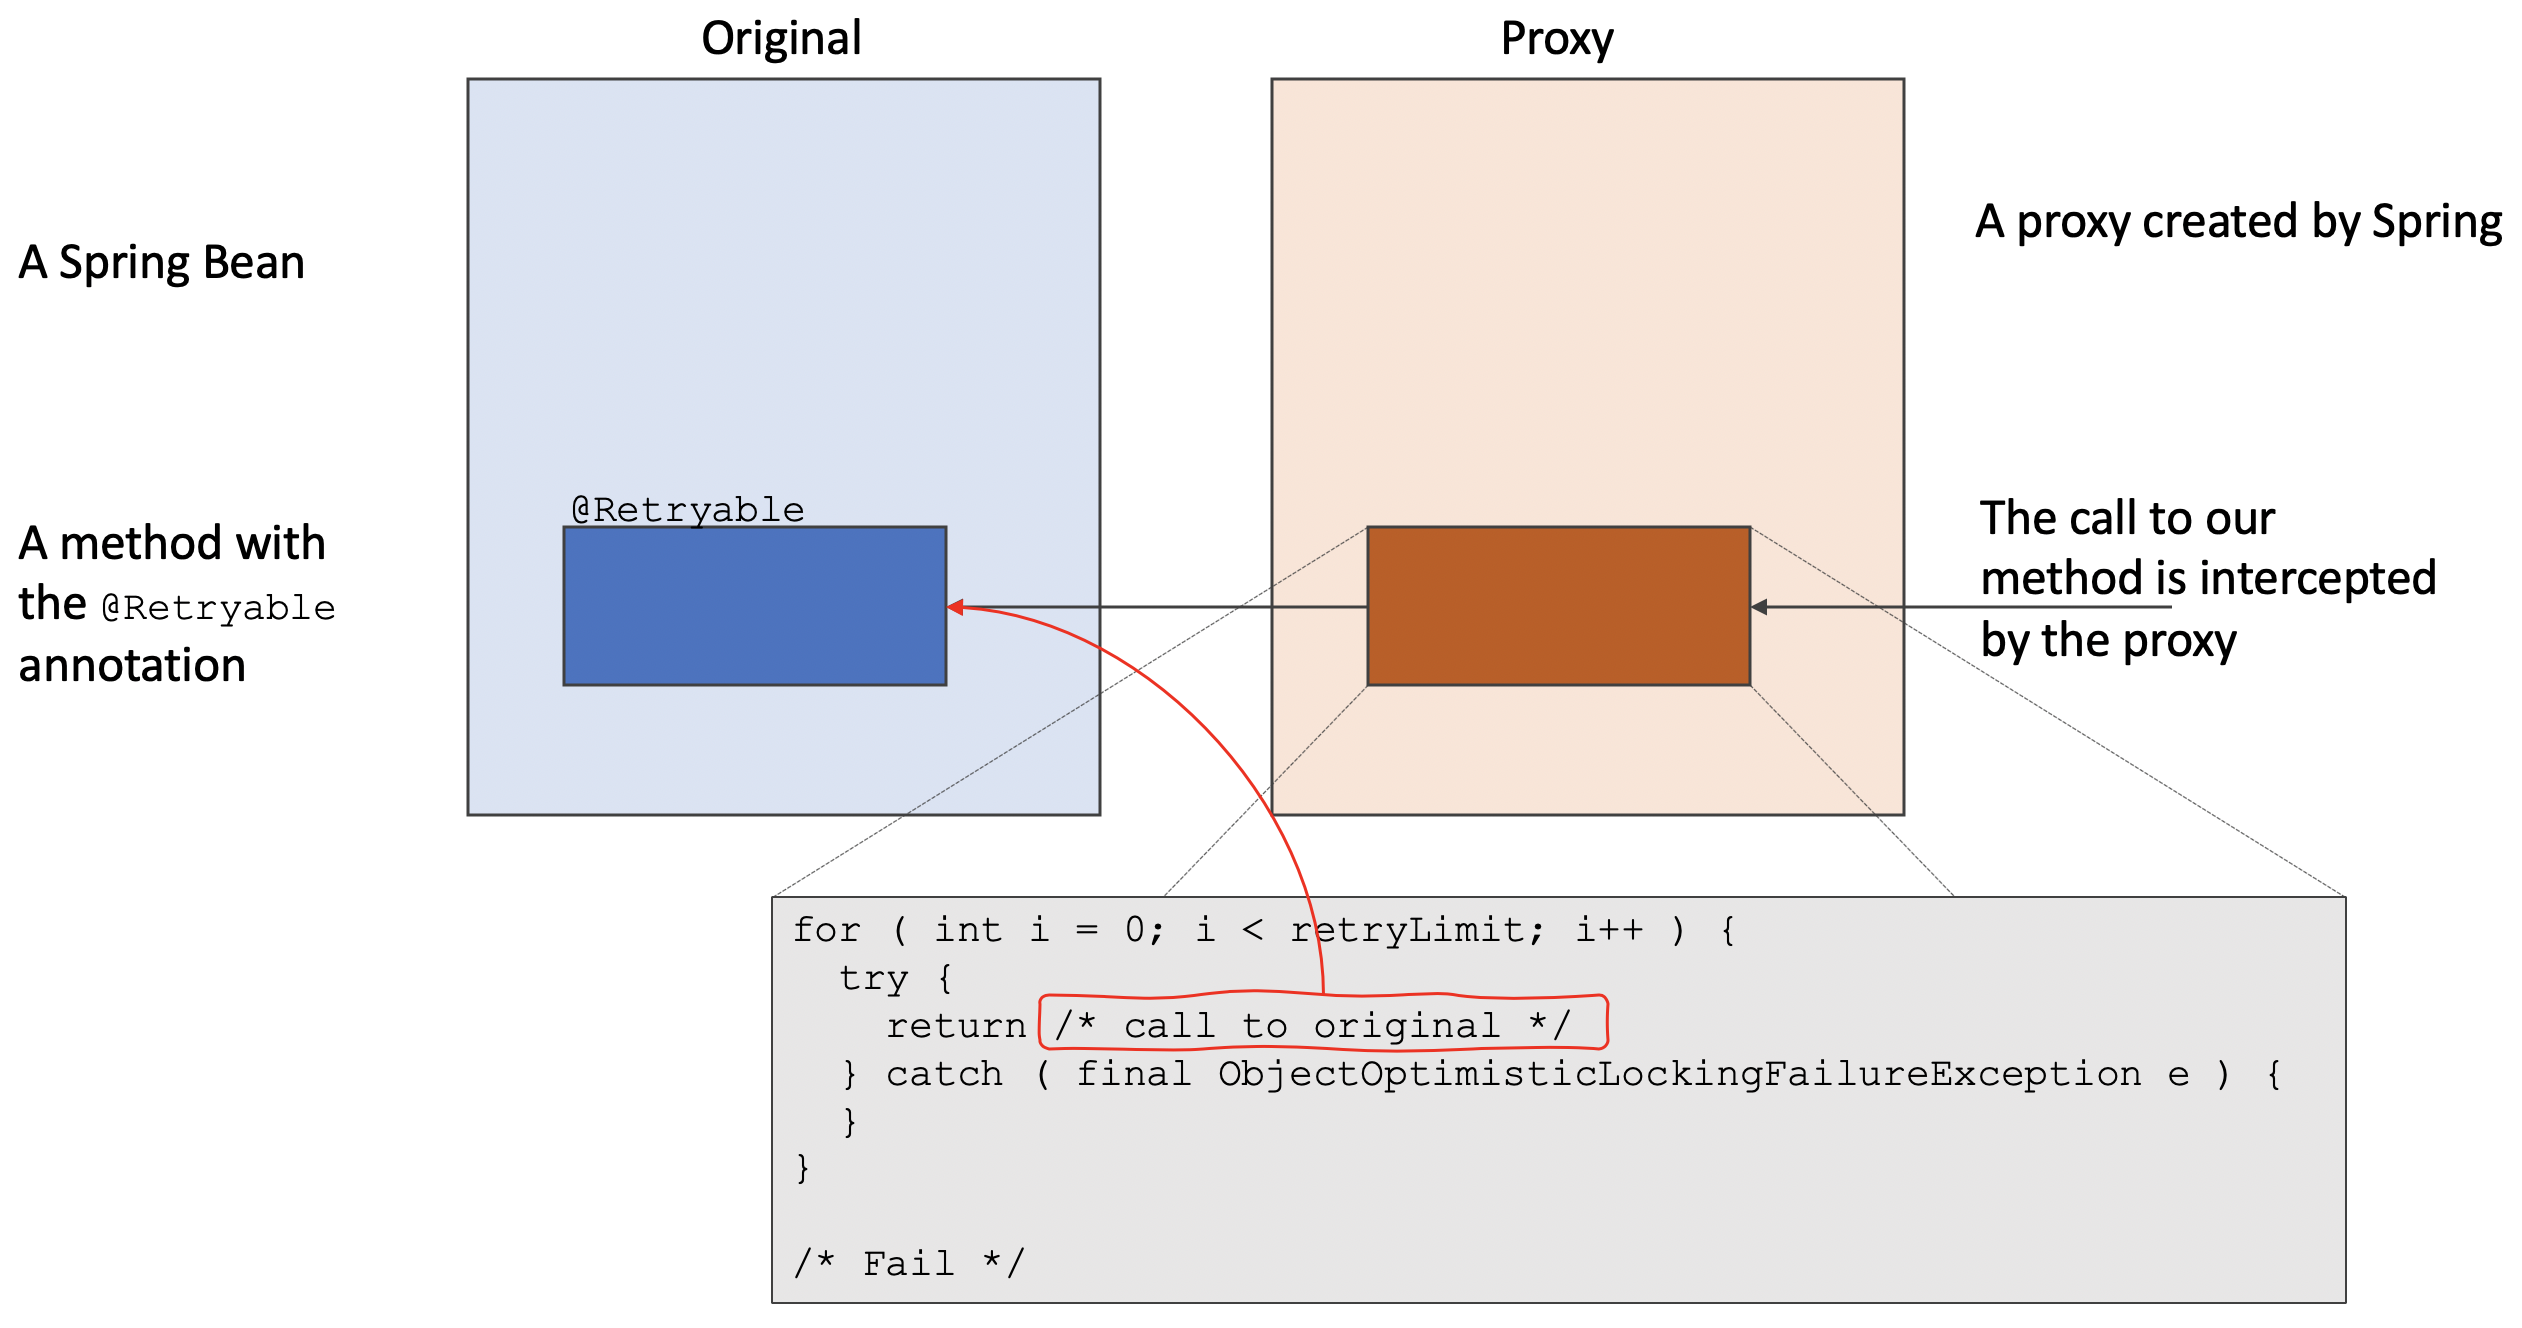 Original
Proxy
A Spring Bean
A proxy created by Spring
@Retryable
A method with
the @Retryable
annotation
The call to our
method is intercepted
by the proxy
for ( int i = 0; i < retryLimit; i++ ) {
  try {
    return /* call to original */
  } catch ( final ObjectOptimisticLockingFailureException e ) {
  }
}
/* Fail */